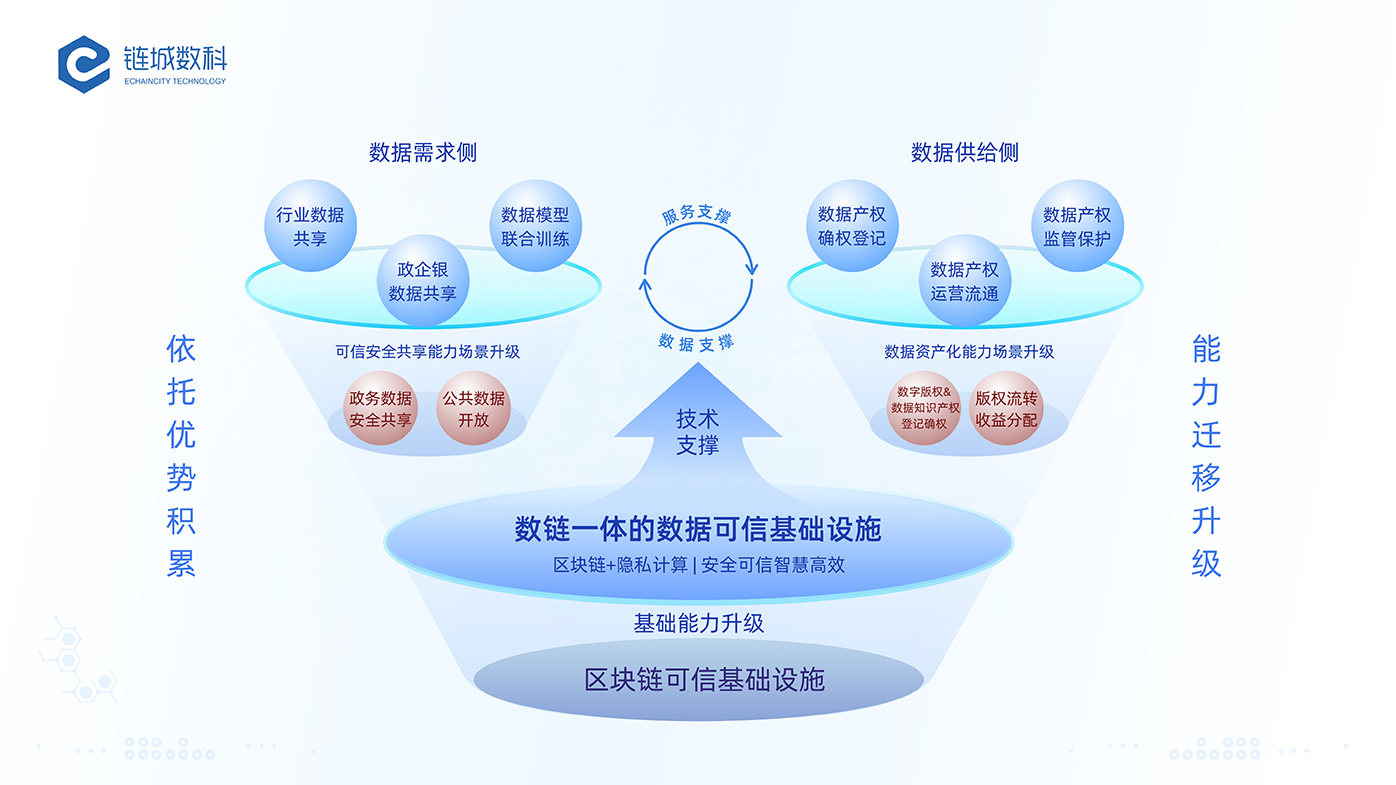 链城数科
ECHAINCITY TECHNOLOGY
数据需求侧
行业数据
共享
数据模型
联合训练
政企银
数据共享
可信安全共享能力场景升级
政务数据
安全共享
公共数据
开放
服务支撑
数据支撑
数据供给侧
数据产权
确权登记
数据产权
监管保护
数据产权
运营流通
数据资产化能力场景升级
数字版权&
数据知识产权
登记确权
版权流转
收益分配
依托优势积累
能力迁移升级
技术
支撑
数链一体的数据可信基础设施
区块链+隐私计算 | 安全可信智慧高效
基础能力升级
区块链可信基础设施